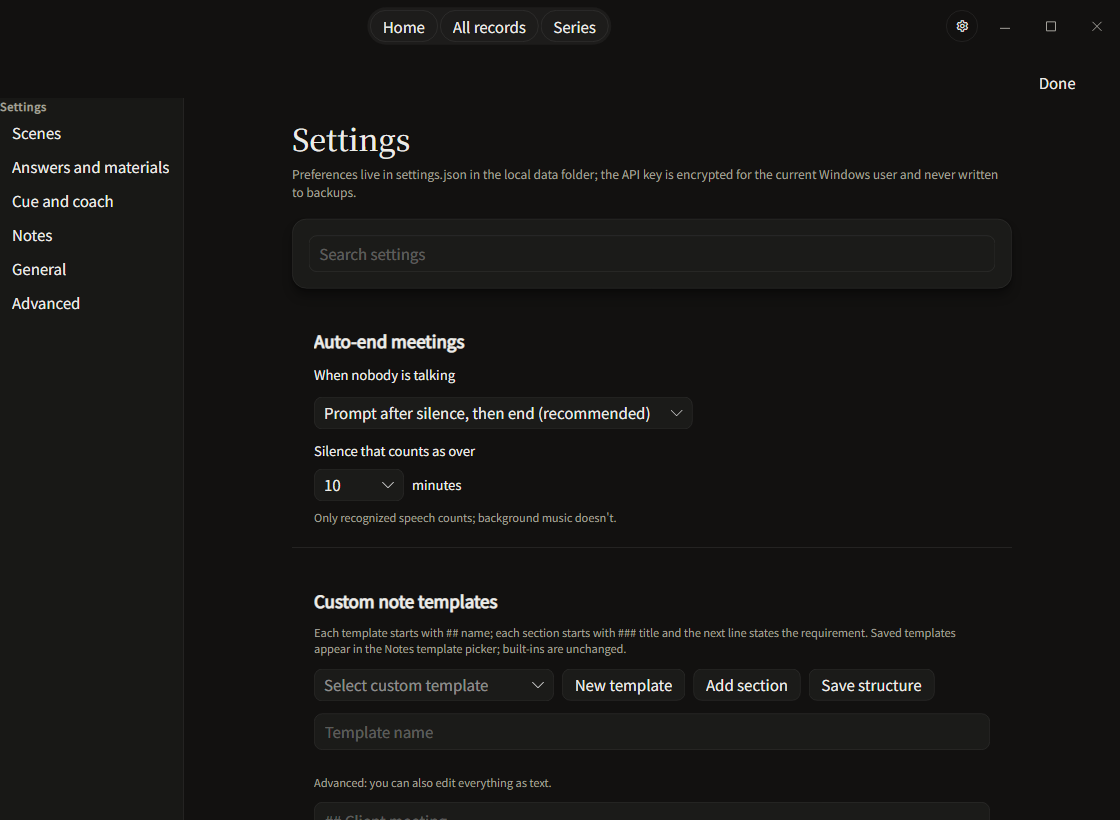 Home All records Series
Done
Settings
Scenes
Answers and materials
Cue and coach
Notes
General
Advanced
Settings
Preferences live in settings.json in the local data folder; the API key is encrypted for the current Windows user and never written
to backups.
Search settings
Auto-end meetings
When nobody is talking
Prompt after silence, then end (recommended)
Silence that counts as over
10 minutes
Only recognized speech counts; background music doesn't.
Custom note templates
Each template starts with ## name; each section starts with ### title and the next line states the requirement. Saved templates
appear in the Notes template picker; built-ins are unchanged.
Select custom template New template Add section Save structure
Template name
Advanced: you can also edit everything as text.
## Client meeting